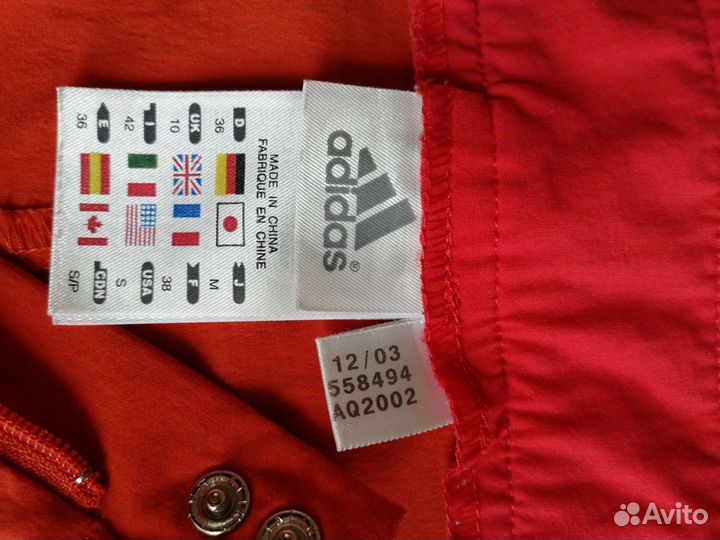 adidas®
MADE IN CHINA
FABRIQUE EN CHINE
D 36
UK 10
I 42
E 36
J M
F 38
USA S
CDN S/P
12/03
558494
AQ2002
Avito